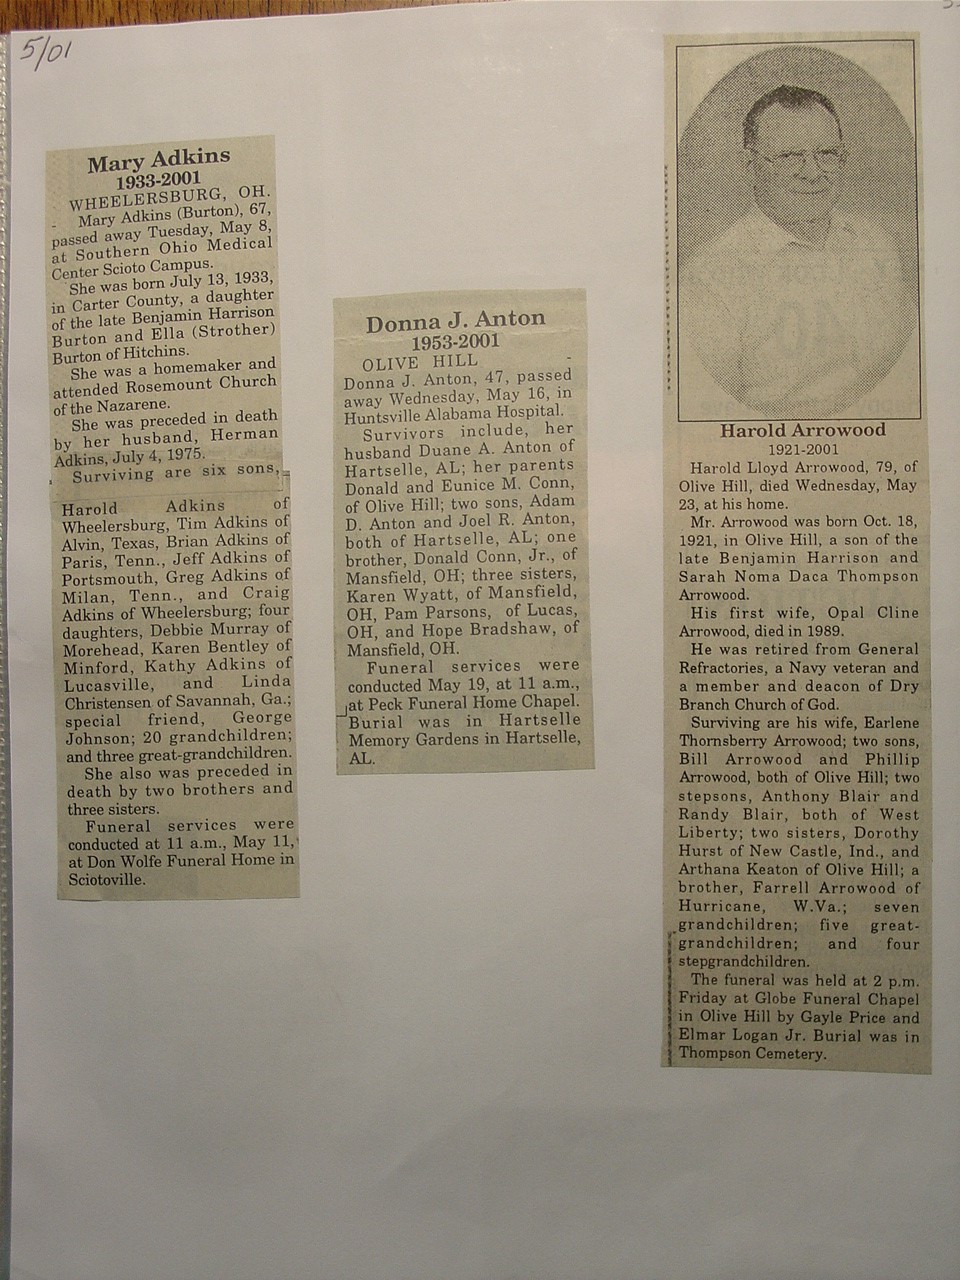 5/01
Mary Adkins
1933-2001
WHEELERSBURG, OH.
- Mary Adkins (Burton), 67,
passed away Tuesday, May 8,
at Southern Ohio Medical
Center Scioto Campus.
She was born July 13, 1933,
in Carter County, a daughter
of the late Benjamin Harrison
Burton and Ella (Strother)
Burton of Hitchins.
She was a homemaker and
attended Rosemount Church
of the Nazarene.
She was preceded in death
by her husband, Herman
Adkins, July 4, 1975.
Surviving are six sons,
Harold Adkins of
Wheelersburg, Tim Adkins of
Alvin, Texas, Brian Adkins of
Paris, Tenn., Jeff Adkins of
Portsmouth, Greg Adkins of
Milan, Tenn., and Craig
Adkins of Wheelersburg; four
daughters, Debbie Murray of
Morehead, Karen Bentley of
Minford, Kathy Adkins of
Lucasville, and Linda
Christensen of Savannah, Ga.;
special friend, George
Johnson; 20 grandchildren;
and three great-grandchildren.
She also was preceded in
death by two brothers and
three sisters.
Funeral services were
conducted at 11 a.m., May 11,
at Don Wolfe Funeral Home in
Sciotoville.
Donna J. Anton
1953-2001
OLIVE HILL -
Donna J. Anton, 47, passed
away Wednesday, May 16, in
Huntsville Alabama Hospital.
Survivors include, her
husband Duane A. Anton of
Hartselle, AL; her parents
Donald and Eunice M. Conn,
of Olive Hill; two sons, Adam
D. Anton and Joel R. Anton,
both of Hartselle, AL; one
brother, Donald Conn, Jr., of
Mansfield, OH; three sisters,
Karen Wyatt, of Mansfield,
OH, Pam Parsons, of Lucas,
OH, and Hope Bradshaw, of
Mansfield, OH.
Funeral services were
conducted May 19, at 11 a.m.,
at Peck Funeral Home Chapel.
Burial was in Hartselle
Memory Gardens in Hartselle,
AL.
Harold Arrowood
1921-2001
Harold Lloyd Arrowood, 79, of
Olive Hill, died Wednesday, May
23, at his home.
Mr. Arrowood was born Oct. 18,
1921, in Olive Hill, a son of the
late Benjamin Harrison and
Sarah Noma Daca Thompson
Arrowood.
His first wife, Opal Cline
Arrowood, died in 1989.
He was retired from General
Refractories, a Navy veteran and
a member and deacon of Dry
Branch Church of God.
Surviving are his wife, Earlene
Thornsberry Arrowood; two sons,
Bill Arrowood and Phillip
Arrowood, both of Olive Hill; two
stepsons, Anthony Blair and
Randy Blair, both of West
Liberty; two sisters, Dorothy
Hurst of New Castle, Ind., and
Arthana Keaton of Olive Hill; a
brother, Farrell Arrowood of
Hurricane, W.Va.; seven
grandchildren; five great-
grandchildren; and four
stepgrandchildren.
The funeral was held at 2 p.m.
Friday at Globe Funeral Chapel
in Olive Hill by Gayle Price and
Elmar Logan Jr. Burial was in
Thompson Cemetery.